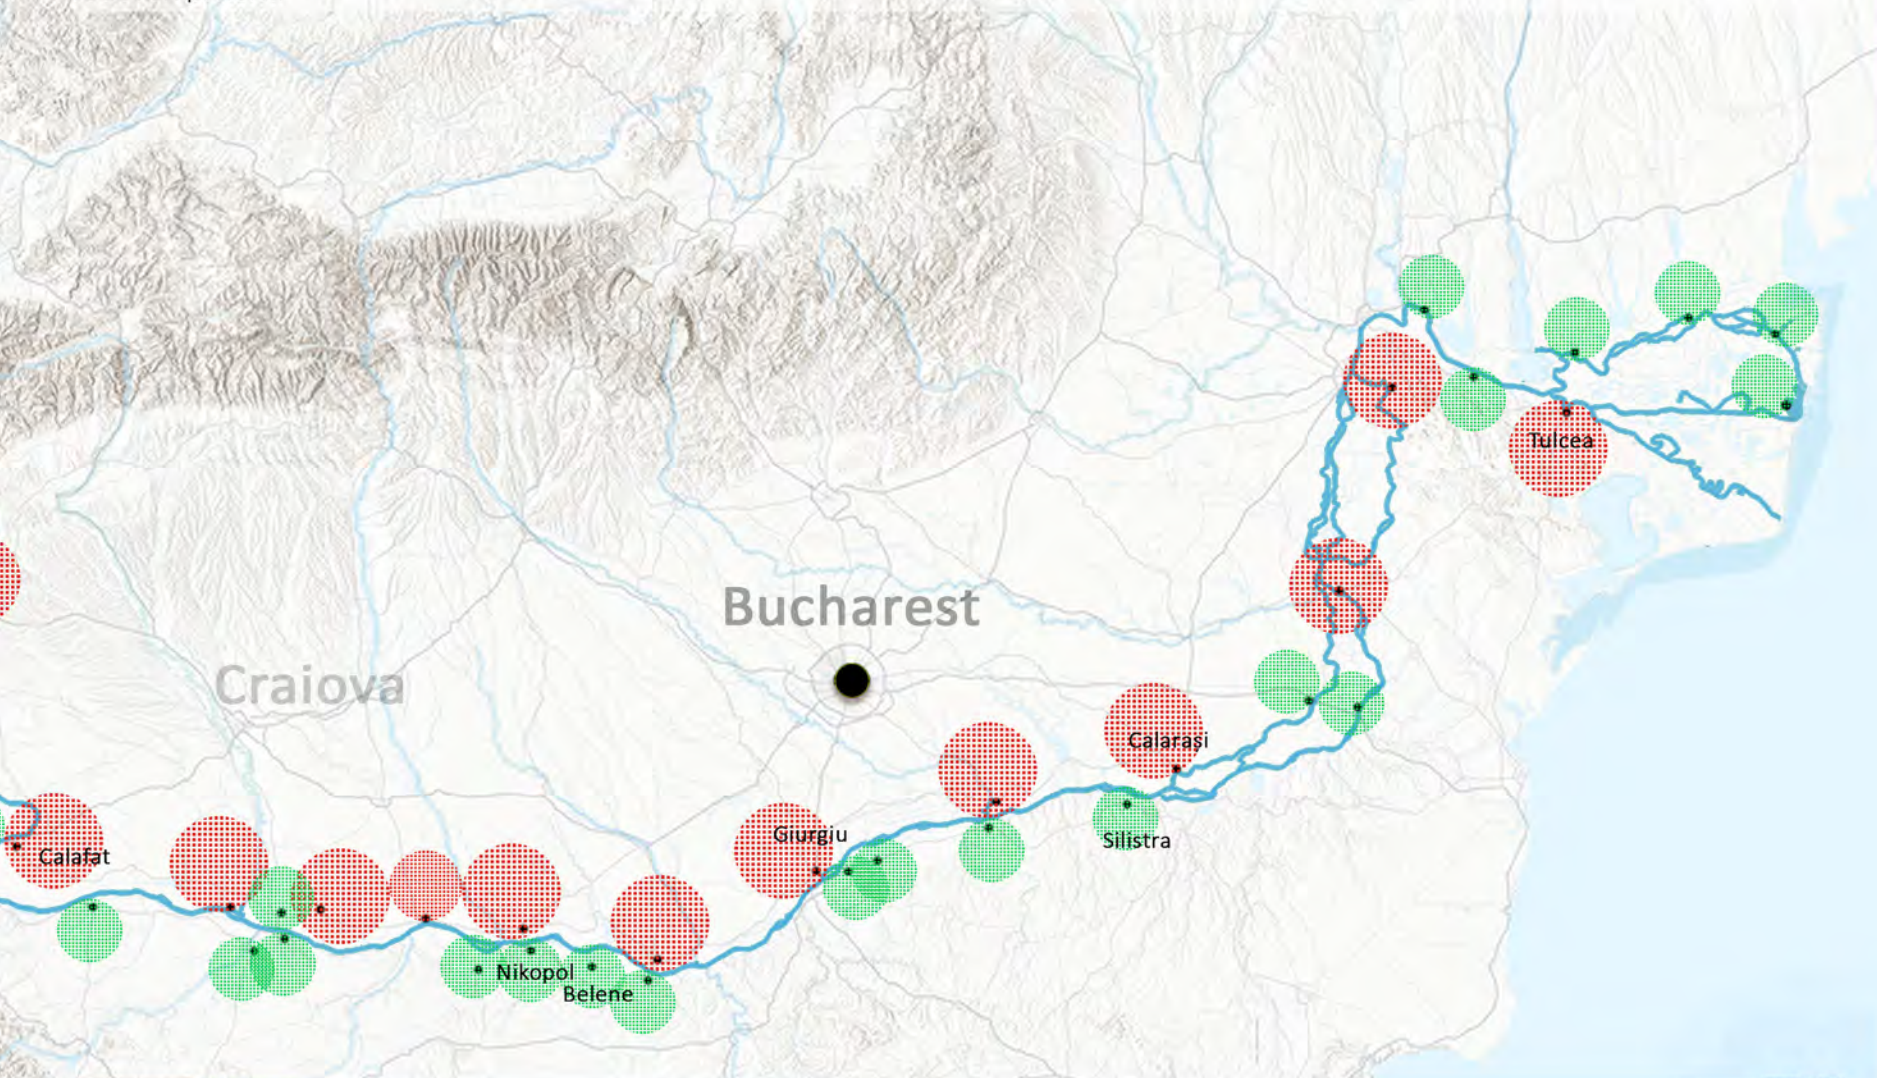 Tulcea
Bucharest
Craiova
Calarași
Giurgiu
Silistra
Calafat
Nikopol
Belene